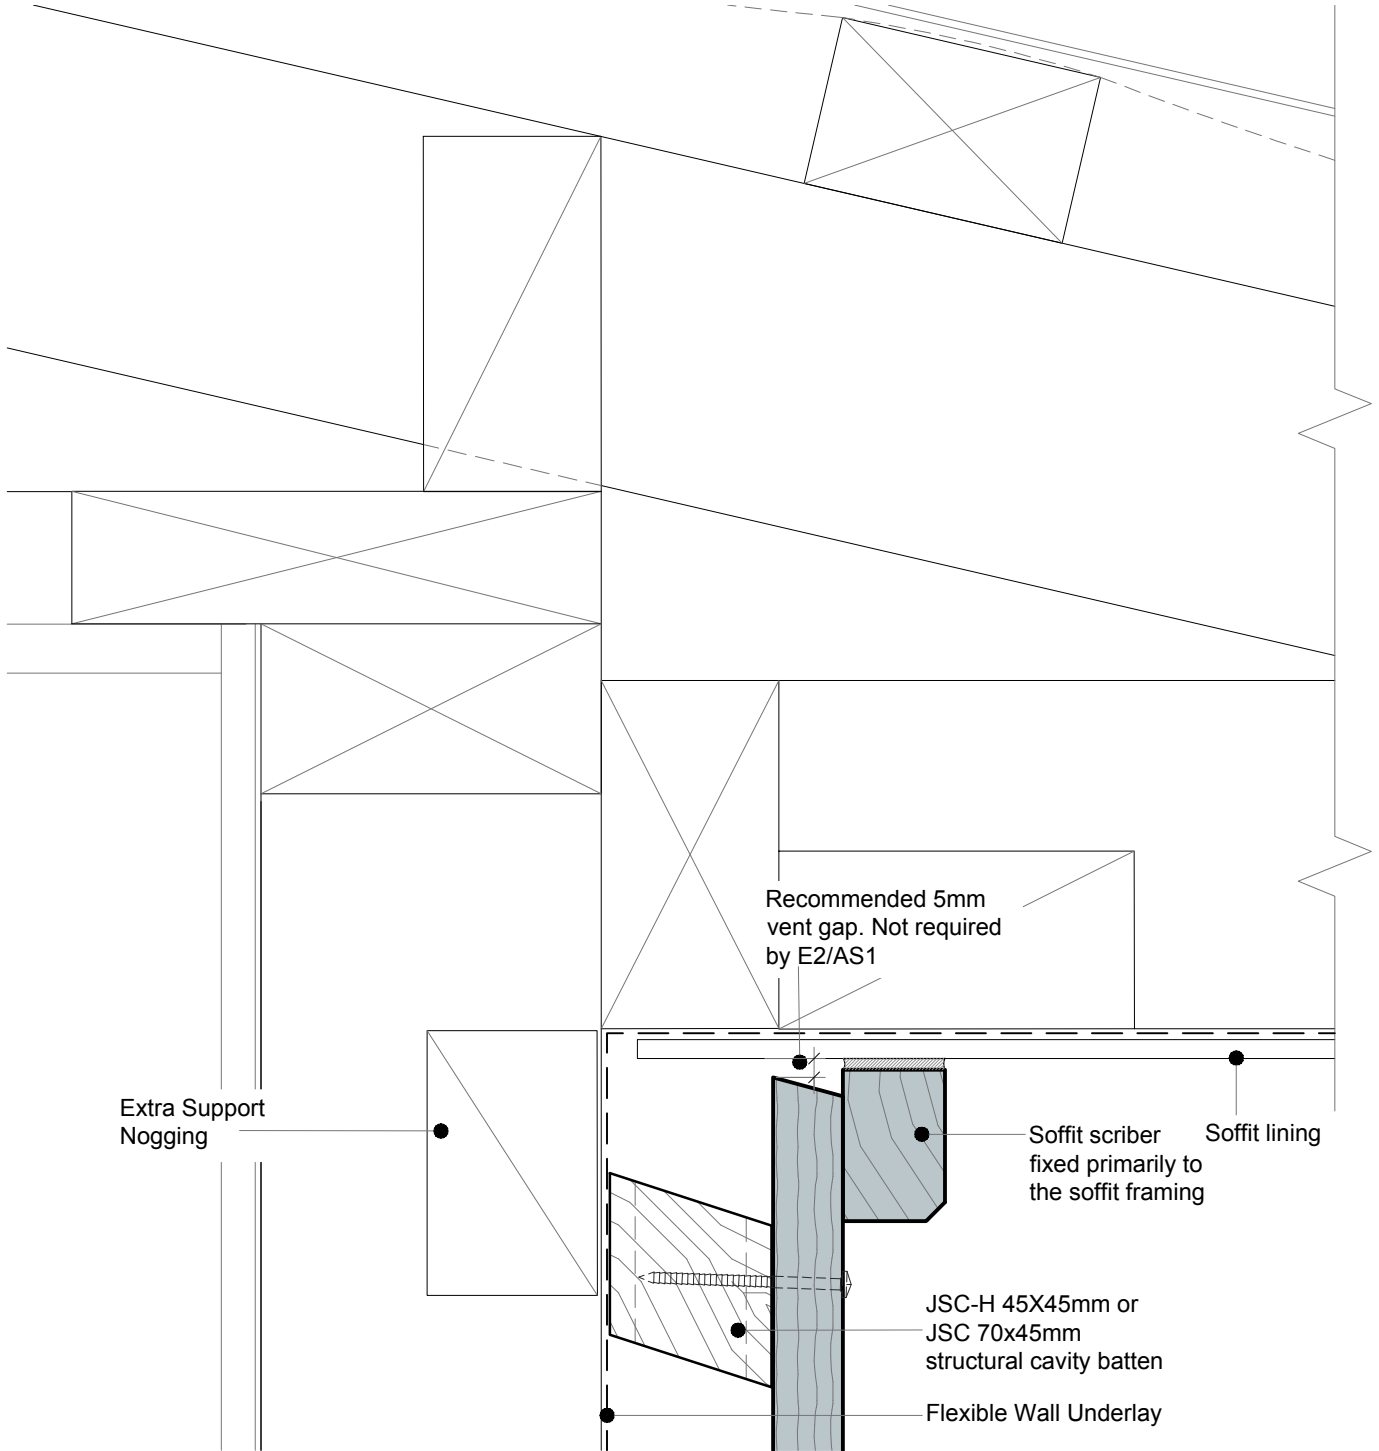 Recommended 5mm
vent gap. Not required
by E2/AS1
Extra Support
Nogging
Soffit scriber
fixed primarily to
the soffit framing
Soffit lining
JSC-H 45X45mm or
JSC 70x45mm
structural cavity batten
Flexible Wall Underlay